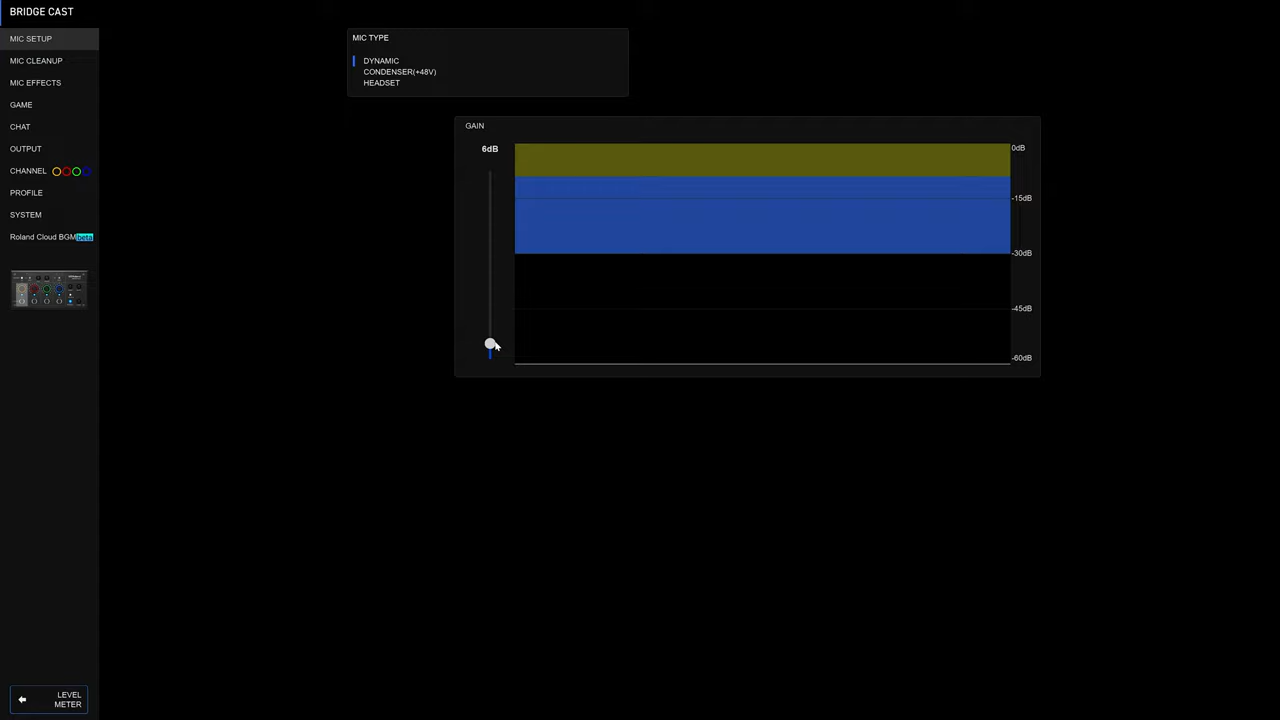 BRIDGE CAST
MIC SETUP
MIC CLEANUP
MIC EFFECTS
GAME
CHAT
OUTPUT
CHANNEL
PROFILE
SYSTEM
Roland Cloud BGM beta
LEVEL
METER
MIC TYPE
DYNAMIC
CONDENSER(+48V)
HEADSET
GAIN
6dB
0dB
-15dB
-30dB
-45dB
-60dB